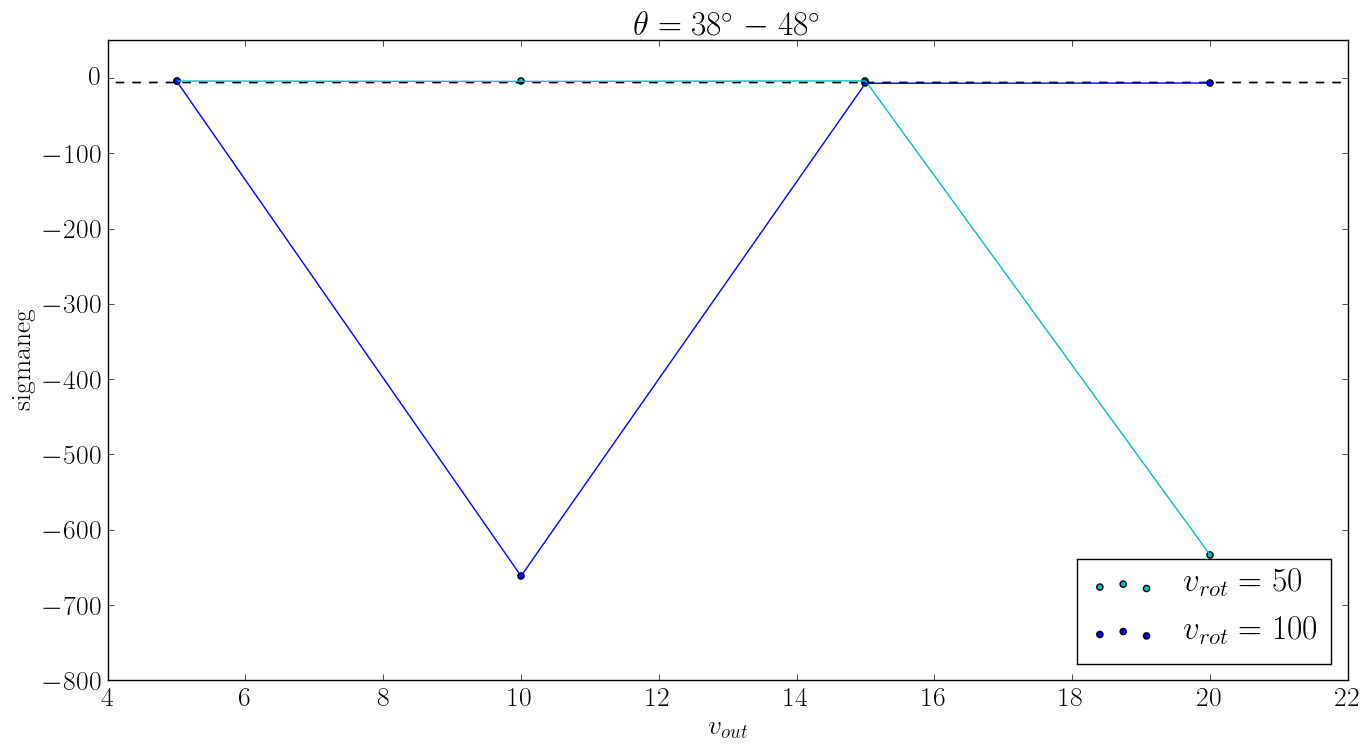 θ = 38° − 48°
0
−100
−200
−300
−400
−500
−600
−700
−800
sigmaneg
4 6 8 10 12 14 16 18 20 22
v_out
v_rot = 50
v_rot = 100